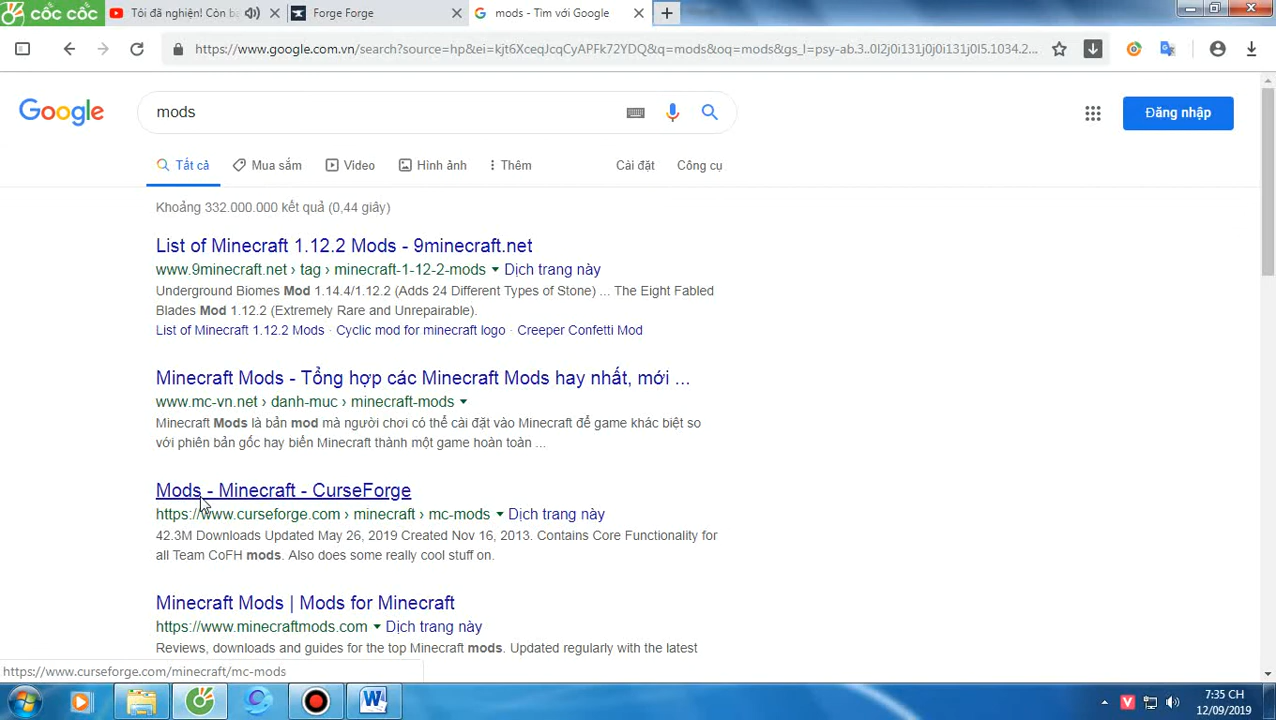 cốc cốc
Tôi đã nghiện! Còn bạ
Forge Forge
mods - Tìm với Google
https://www.google.com.vn/search?source=hp&ei=kjt6XceqJcqCyAPFk72YDQ&q=mods&oq=mods&gs_l=psy-ab.3..0l2j0i131j0j0i131j0l5.1034.2...
Google
mods
Đăng nhập
Tất cả
Mua sắm
Video
Hình ảnh
Thêm
Cài đặt
Công cụ
Khoảng 332.000.000 kết quả (0,44 giây)
List of Minecraft 1.12.2 Mods - 9minecraft.net
www.9minecraft.net › tag › minecraft-1-12-2-mods Dịch trang này
Underground Biomes Mod 1.14.4/1.12.2 (Adds 24 Different Types of Stone) ... The Eight Fabled
Blades Mod 1.12.2 (Extremely Rare and Unrepairable).
List of Minecraft 1.12.2 Mods · Cyclic mod for minecraft logo · Creeper Confetti Mod
Minecraft Mods - Tổng hợp các Minecraft Mods hay nhất, mới ...
www.mc-vn.net › danh-muc › minecraft-mods
Minecraft Mods là bản mod mà người chơi có thể cài đặt vào Minecraft để game khác biệt so
với phiên bản gốc hay biến Minecraft thành một game hoàn toàn ...
Mods - Minecraft - CurseForge
https://www.curseforge.com › minecraft › mc-mods Dịch trang này
42.3M Downloads Updated May 26, 2019 Created Nov 16, 2013. Contains Core Functionality for
all Team CoFH mods. Also does some really cool stuff on.
Minecraft Mods | Mods for Minecraft
https://www.minecraftmods.com Dịch trang này
Reviews, downloads and guides for the top Minecraft mods. Updated regularly with the latest
https://www.curseforge.com/minecraft/mc-mods
W
V
7:35 CH
12/09/2019